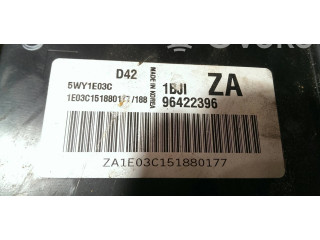 D42
5WY1E03C
1E03C151880177/188
MADE IN KOREA
1BJI
ZA
96422396
ZA1E03C151880177